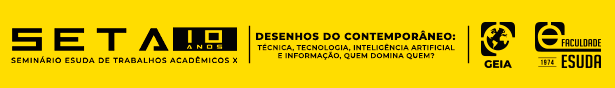 SETA 10
ANOS
SEMINÁRIO ESUDA DE TRABALHOS ACADÊMICOS X
DESENHOS DO CONTEMPORÂNEO:
TÉCNICA, TECNOLOGIA, INTELIGÊNCIA ARTIFICIAL
E INFORMAÇÃO, QUEM DOMINA QUEM?
GEIA
FACULDADE
1974 ESUDA